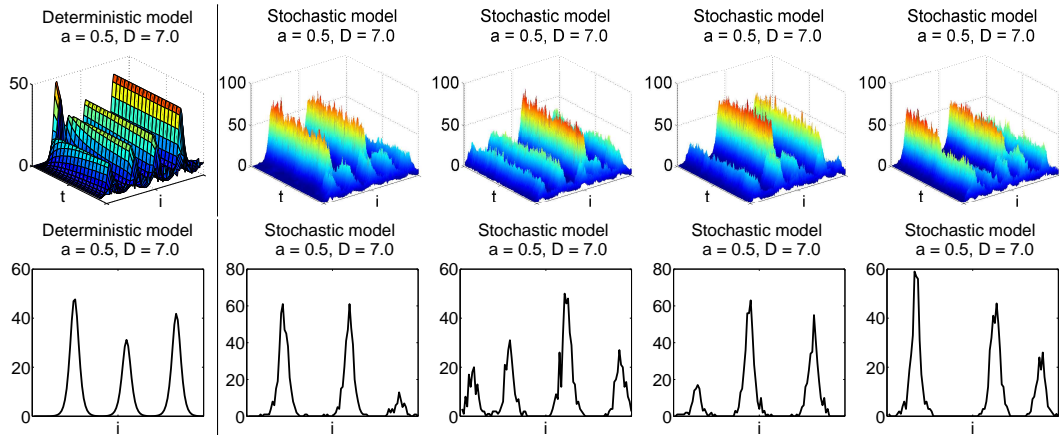 Deterministic model
a = 0.5, D = 7.0
Stochastic model
a = 0.5, D = 7.0
Stochastic model
a = 0.5, D = 7.0
Stochastic model
a = 0.5, D = 7.0
Stochastic model
a = 0.5, D = 7.0
50
0
t
i
100
50
0
t
i
100
50
0
t
i
100
50
0
t
i
100
50
0
t
i
Deterministic model
a = 0.5, D = 7.0
Stochastic model
a = 0.5, D = 7.0
Stochastic model
a = 0.5, D = 7.0
Stochastic model
a = 0.5, D = 7.0
Stochastic model
a = 0.5, D = 7.0
60
40
20
0
i
80
60
40
20
0
i
60
40
20
0
i
80
60
40
20
0
i
60
40
20
0
i